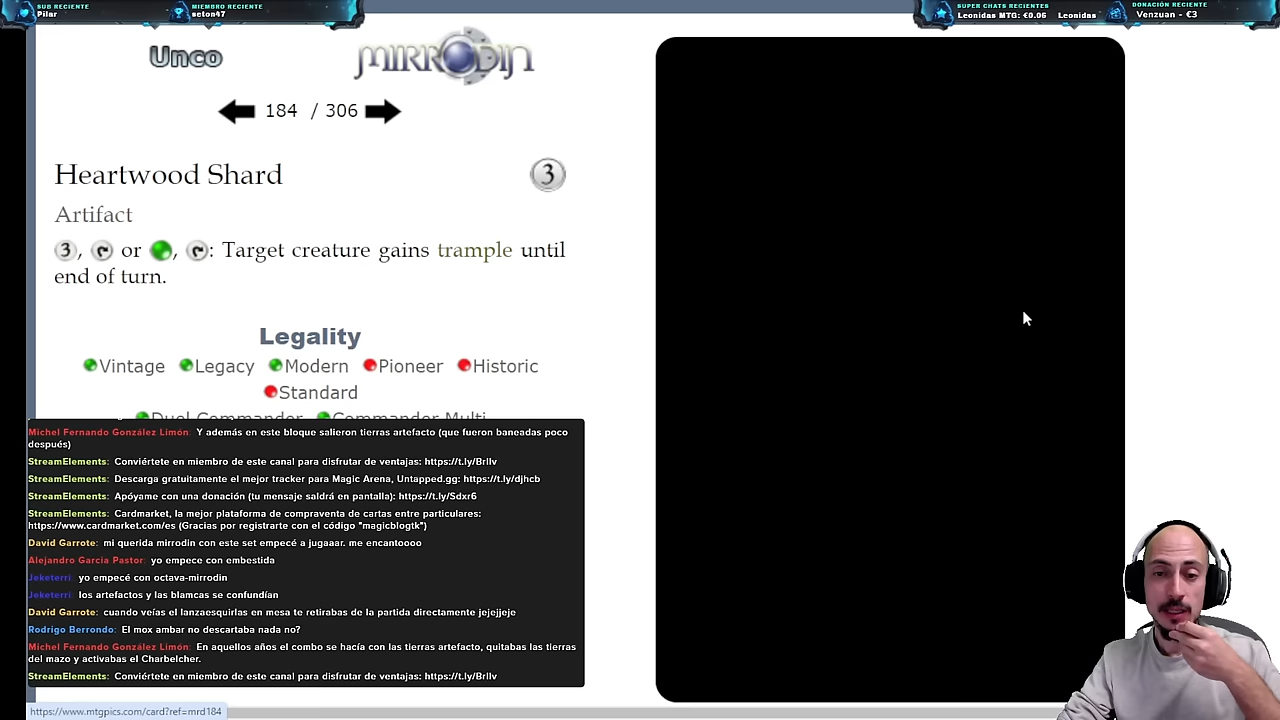 SUB RECIENTE
Pilar
MIEMBRO RECIENTE
seton47
SUPER CHATS RECIENTES
Leonidas MTG: €0.06 Leonidas
DONACIÓN RECIENTE
Venzuan - €3
Unco
MIRRODIN
184 / 306
Heartwood Shard
3
Artifact
3, or , : Target creature gains trample until
end of turn.
Legality
Vintage Legacy Modern Pioneer Historic
Standard
Duel Commander Commander Multi
Michel Fernando González Limón: Y además en este bloque salieron tierras artefacto (que fueron baneadas poco
después)
StreamElements: Conviértete en miembro de este canal para disfrutar de ventajas: https://t.ly/BrlIv
StreamElements: Descarga gratuitamente el mejor tracker para Magic Arena, Untapped.gg: https://t.ly/djhcb
StreamElements: Apóyame con una donación (tu mensaje saldrá en pantalla): https://t.ly/Sdxr6
StreamElements: Cardmarket, la mejor plataforma de compraventa de cartas entre particulares:
https://www.cardmarket.com/es (Gracias por registrarte con el código "magicblogtk")
David Garrote: mi querida mirrodin con este set empecé a jugaaar. me encantoooo
Alejandro Garcia Pastor: yo empece con embestida
Jeketerri: yo empecé con octava-mirrodin
Jeketerri: los artefactos y las blamcas se confundían
David Garrote: cuando veías el lanzaesquirlas en mesa te retirabas de la partida directamente jejejjeje
Rodrigo Berrondo: El mox ambar no descartaba nada no?
Michel Fernando González Limón: En aquellos años el combo se hacía con las tierras artefacto, quitabas las tierras
del mazo y activabas el Charbelcher.
StreamElements: Conviértete en miembro de este canal para disfrutar de ventajas: https://t.ly/BrlIv
https://www.mtgpics.com/card?ref=mrd184